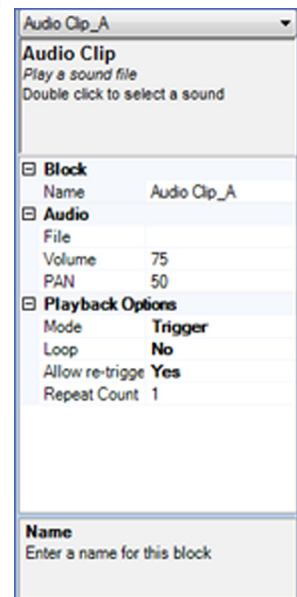 Audio Clip_A
Audio Clip
Play a sound file
Double click to select a sound
Block
Name Audio Clip_A
Audio
File
Volume 75
PAN 50
Playback Options
Mode Trigger
Loop No
Allow re-trigge Yes
Repeat Count 1
Name
Enter a name for this block